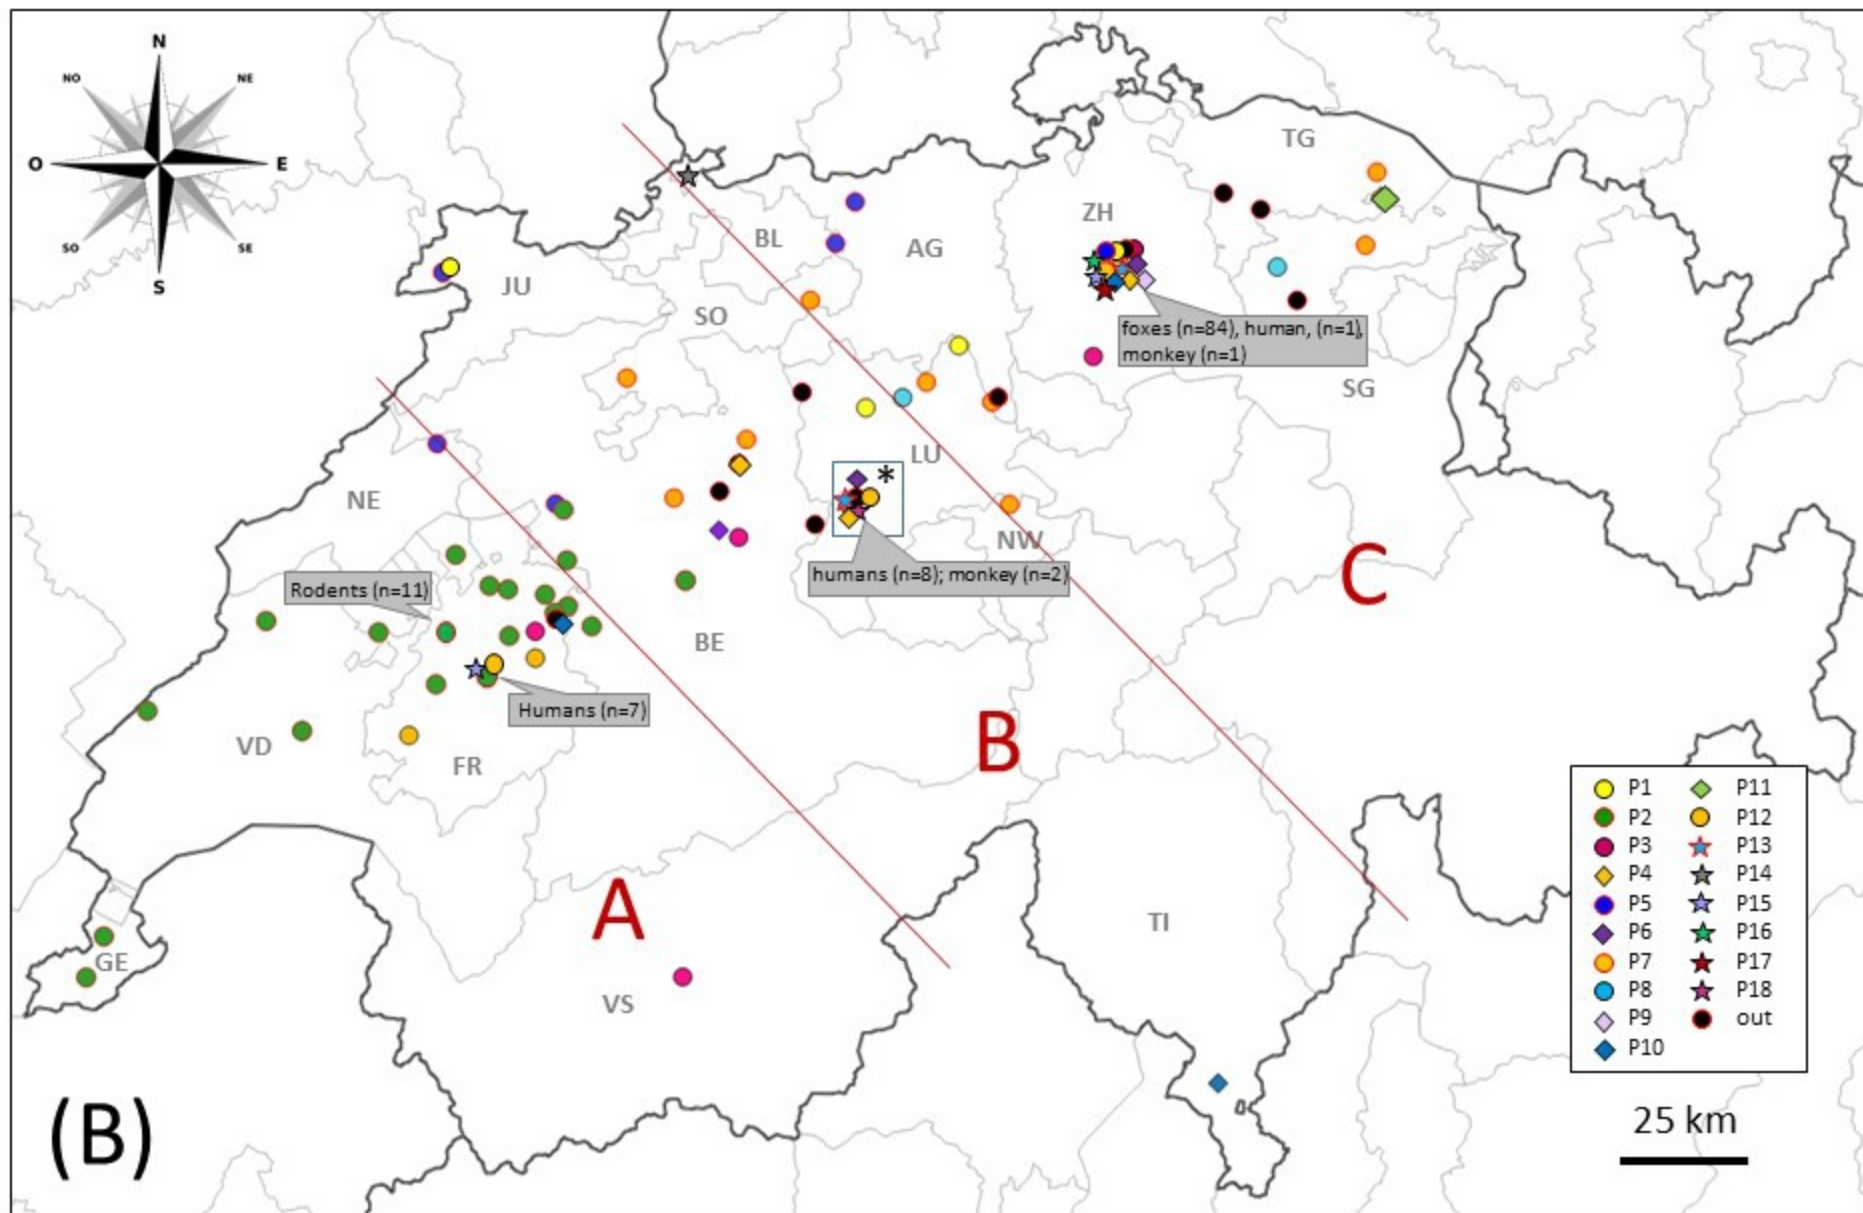 N
NO
NE
O
E
SO
SE
S
TG
ZH
BL
AG
JU
SO
foxes (n=84), human, (n=1),
monkey (n=1)
SG
LU
*
NE
NW
C
humans (n=8); monkey (n=2)
Rodents (n=11)
BE
Humans (n=7)
B
VD
FR
A
TI
GE
VS
P1
P2
P3
P4
P5
P6
P7
P8
P9
P10
P11
P12
P13
P14
P15
P16
P17
P18
out
(B)
25 km